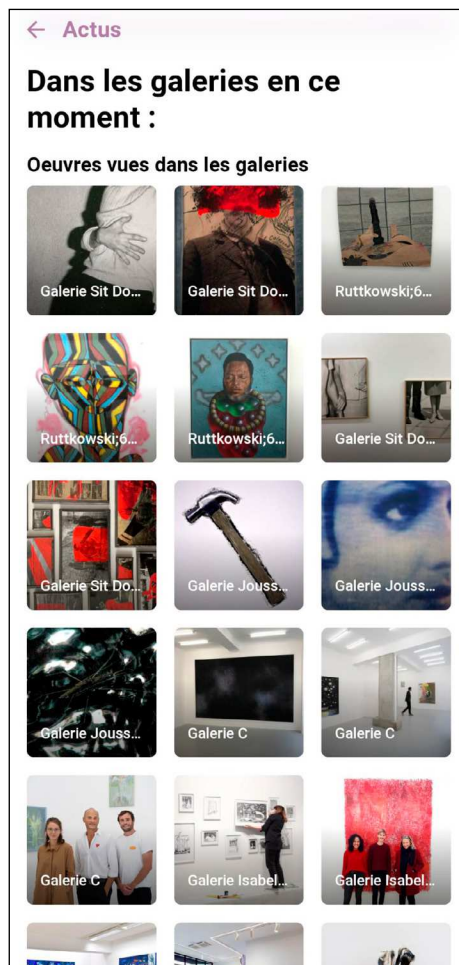 Actus
Dans les galeries en ce
moment :
Oeuvres vues dans les galeries
Galerie Sit Do...
Galerie Sit Do...
Ruttkowski;6...
Ruttkowski;6...
Ruttkowski;6...
Galerie Sit Do...
Galerie Sit Do...
Galerie Jouss...
Galerie Jouss...
Galerie Jouss...
Galerie C
Galerie C
Galerie C
Galerie Isabel...
Galerie Isabel...